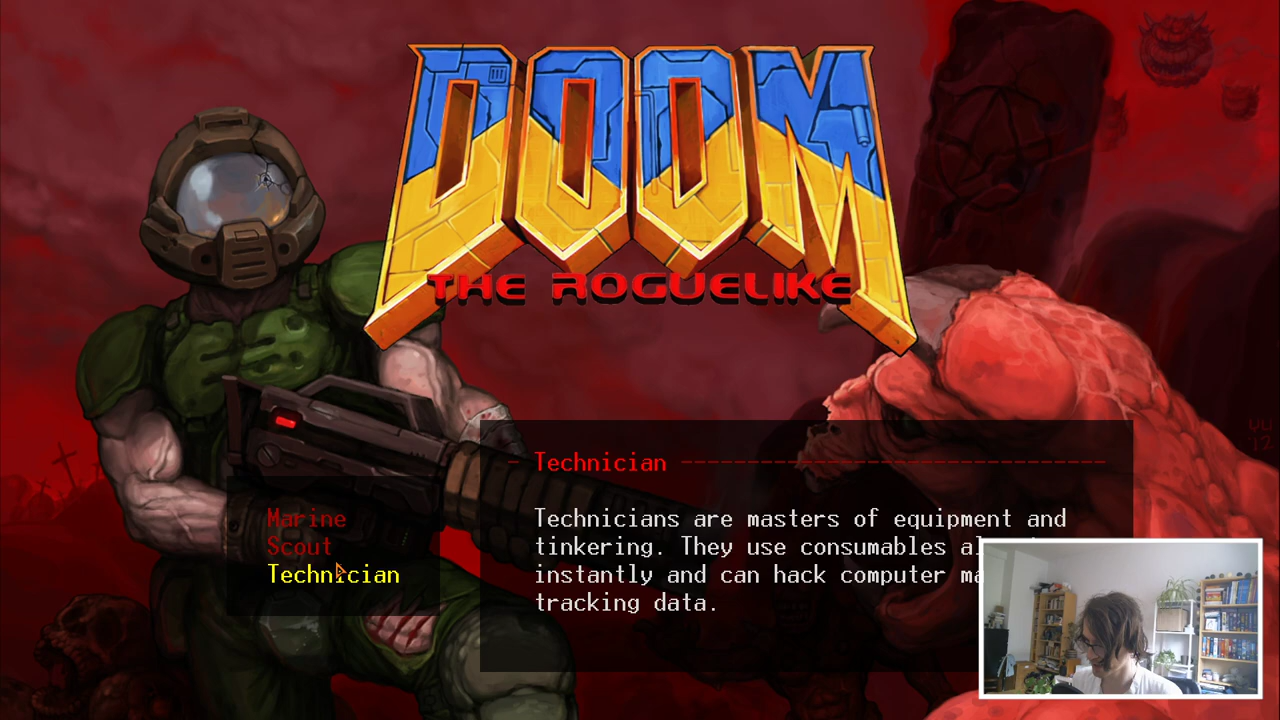 DOOM
THE ROGUELIKE
- Technician --------------------------------
Marine
Scout
Technician
Technicians are masters of equipment and
tinkering. They use consumables
instantly and can hack computer
tracking data.